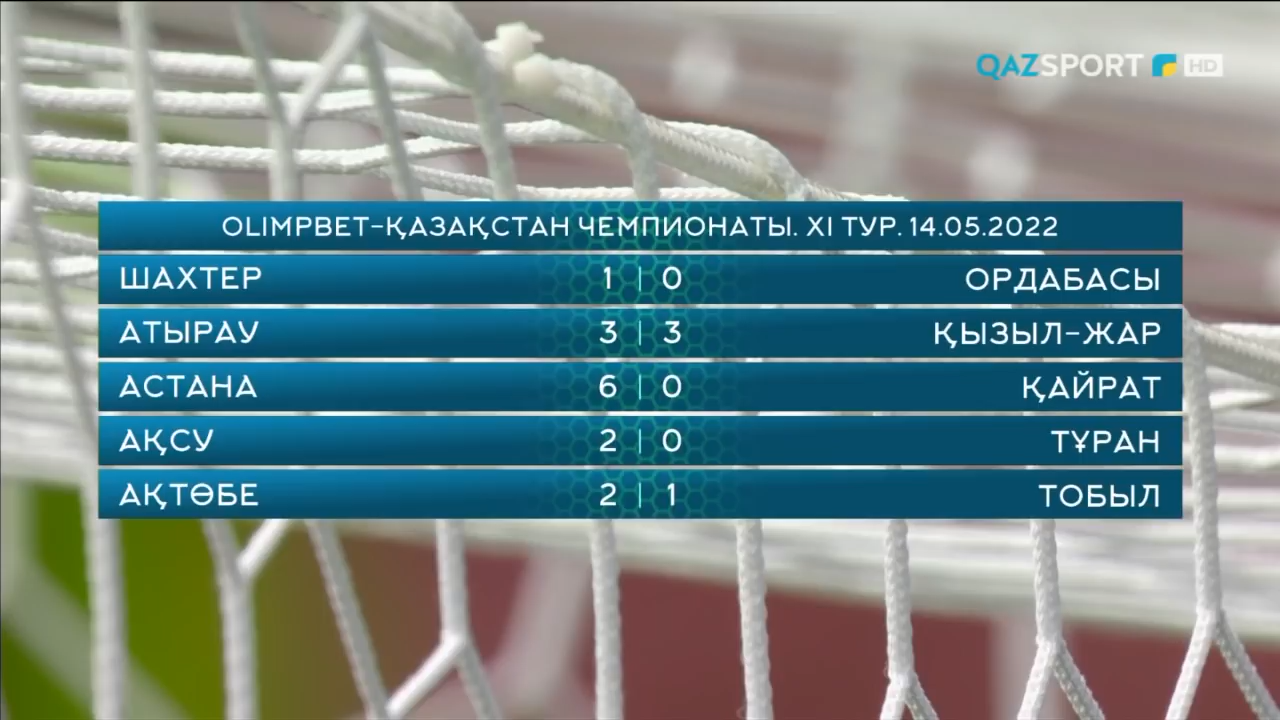 QAZSPORT HD
OLIMPBET-ҚАЗАҚСТАН ЧЕМПИОНАТЫ. XI ТУР. 14.05.2022
ШАХТЕР 1 | 0 ОРДАБАСЫ
АТЫРАУ 3 | 3 ҚЫЗЫЛ-ЖАР
АСТАНА 6 | 0 ҚАЙРАТ
АҚСУ 2 | 0 ТҰРАН
АҚТӨБЕ 2 | 1 ТОБЫЛ